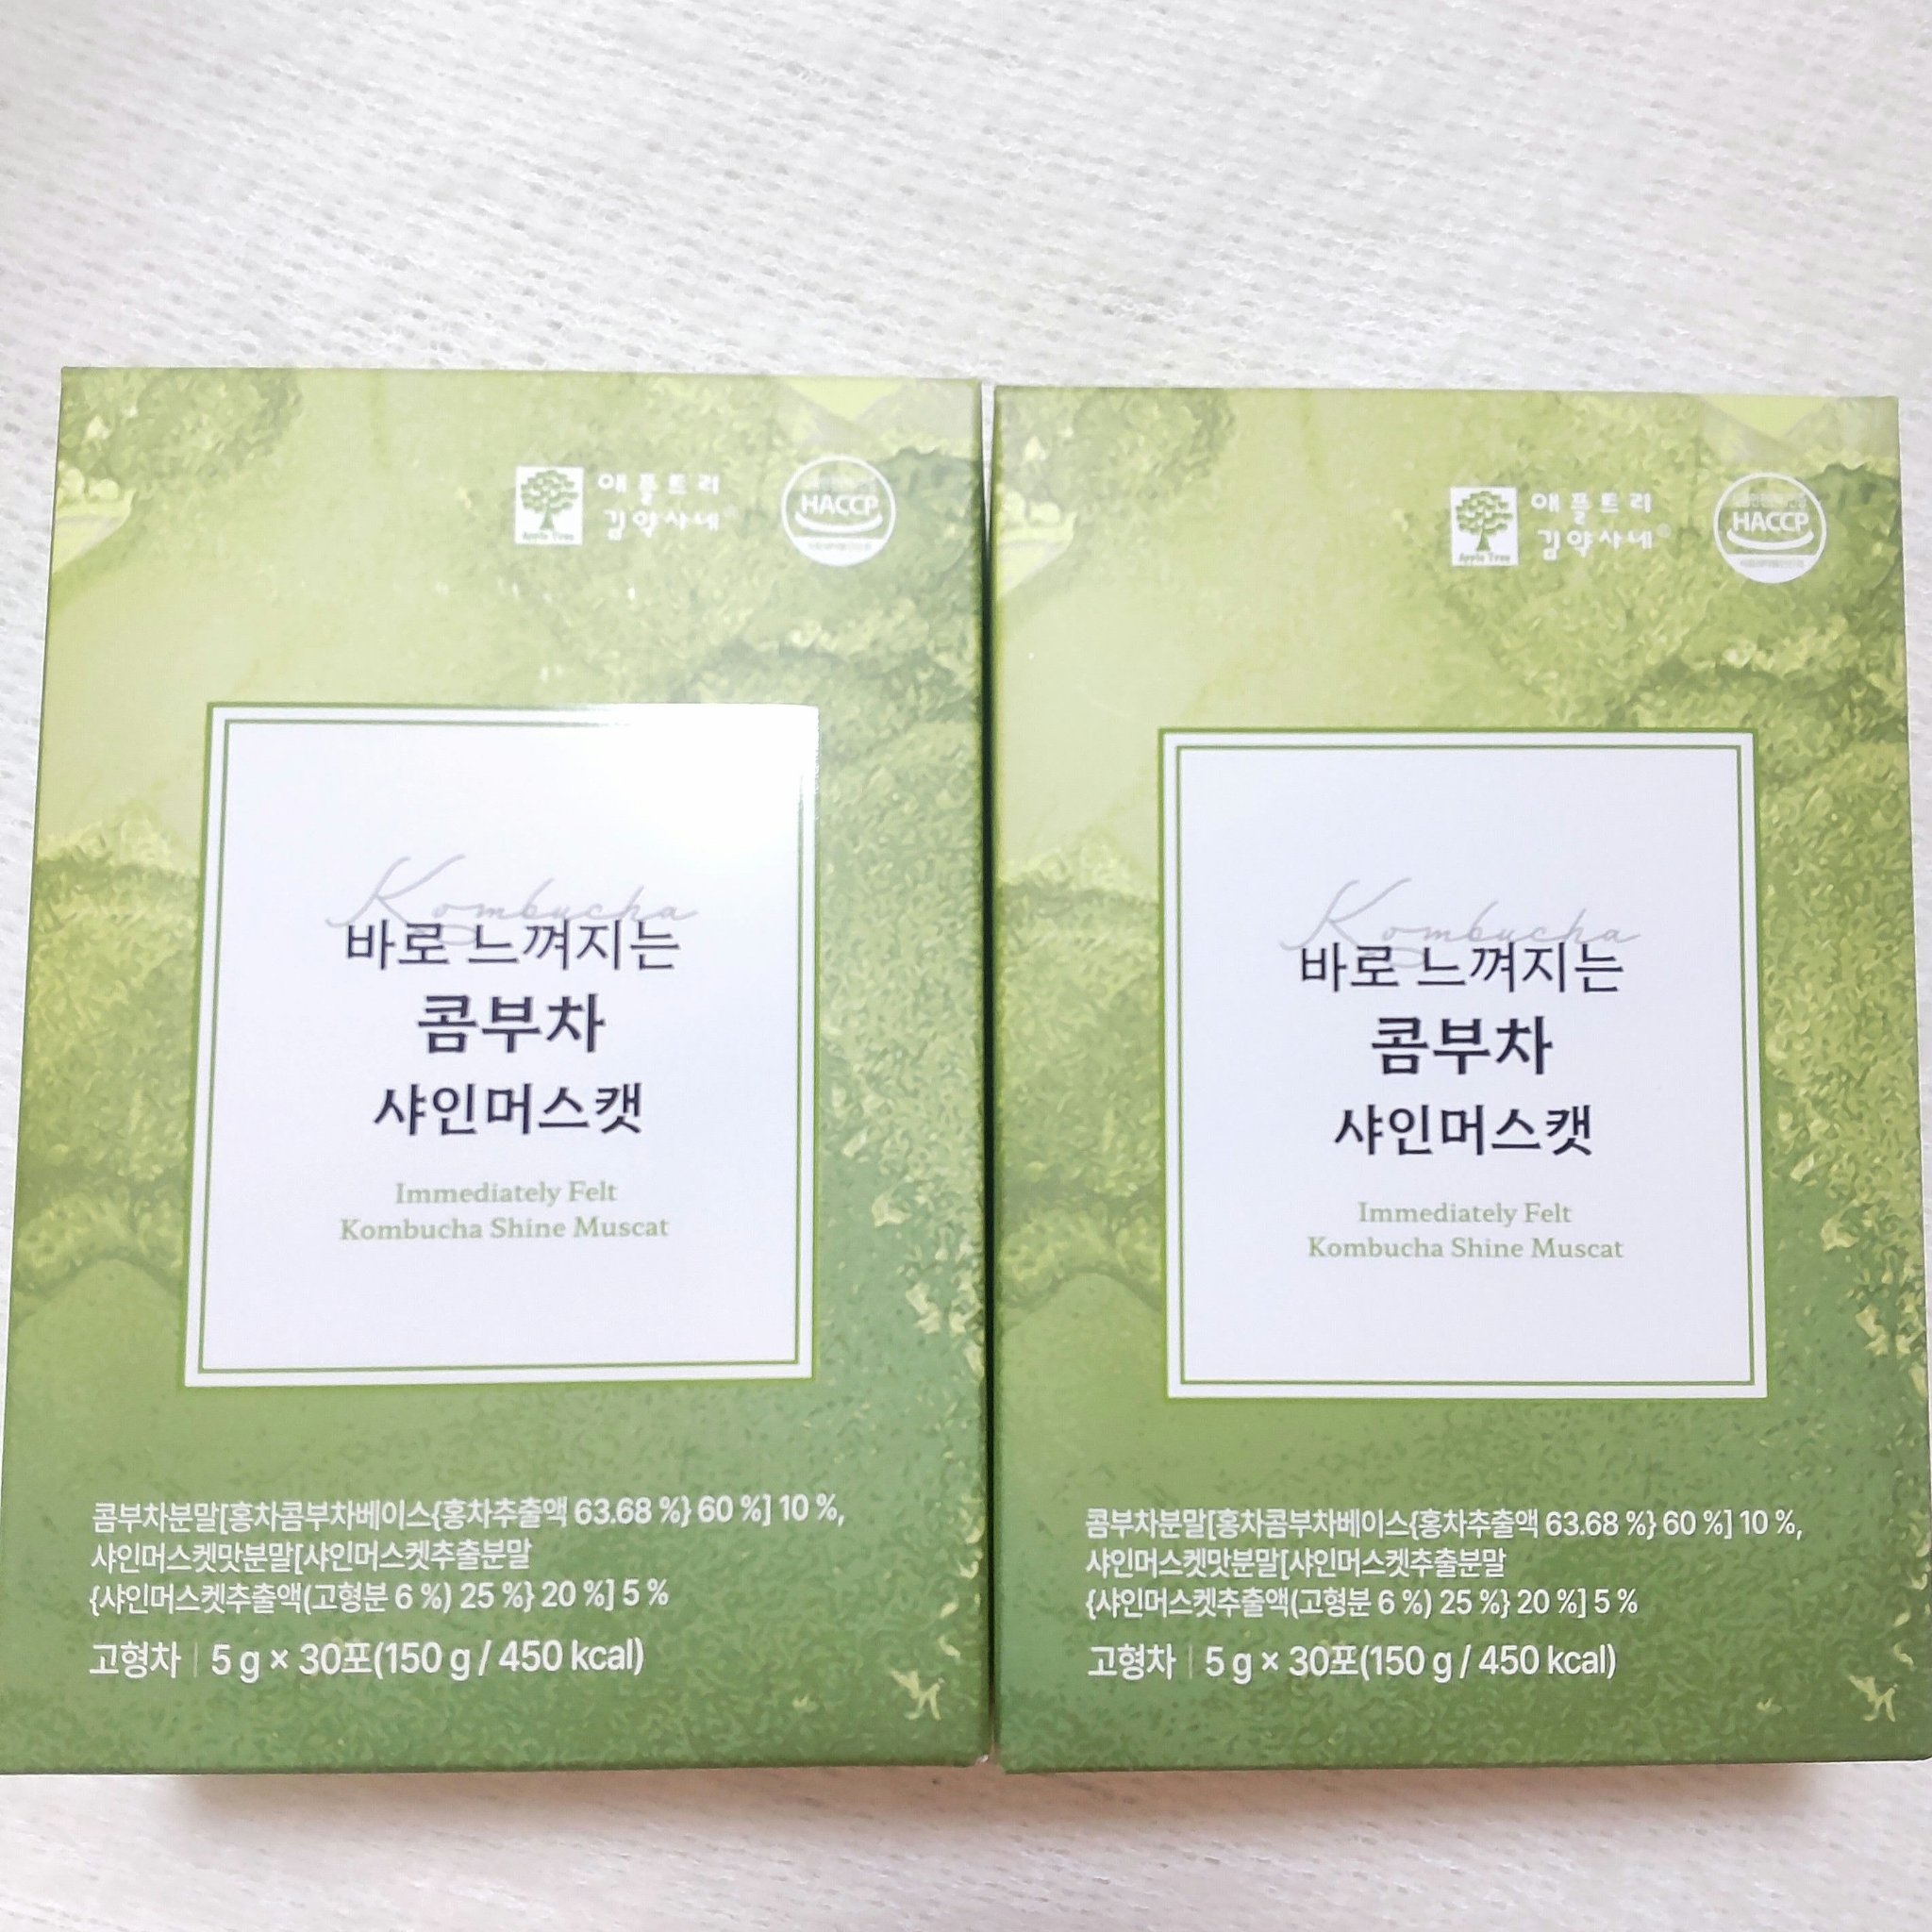 애플트리
김약사네
Apple Tree
HACCP
Kombucha
바로 느껴지는
콤부차
샤인머스캣
Immediately Felt
Kombucha Shine Muscat
콤부차분말[홍차콤부차베이스{홍차추출액 63.68 %} 60 %] 10 %,
샤인머스켓맛분말[샤인머스켓추출분말
{샤인머스켓추출액(고형분 6 %) 25 %} 20 %] 5 %
고형차 | 5 g × 30포(150 g / 450 kcal)
애플트리
김약사네
Apple Tree
HACCP
Kombucha
바로 느껴지는
콤부차
샤인머스캣
Immediately Felt
Kombucha Shine Muscat
콤부차분말[홍차콤부차베이스{홍차추출액 63.68 %} 60 %] 10 %,
샤인머스켓맛분말[샤인머스켓추출분말
{샤인머스켓추출액(고형분 6 %) 25 %} 20 %] 5 %
고형차 | 5 g × 30포(150 g / 450 kcal)